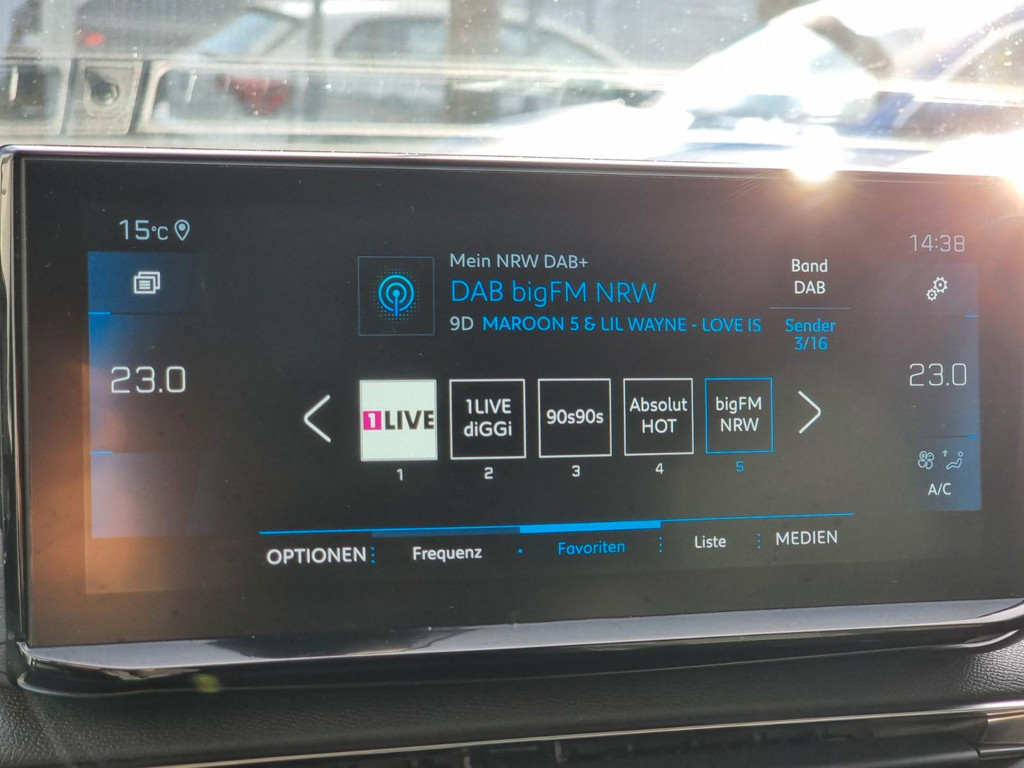 15°C
14:38
Mein NRW DAB+
DAB bigFM NRW
9D MAROON 5 & LIL WAYNE - LOVE IS
Band
DAB
Sender
3/16
23.0
23.0
1LIVE
1LIVE
diGGi
90s90s
Absolut
HOT
bigFM
NRW
1
2
3
4
5
A/C
OPTIONEN
Frequenz
Favoriten
Liste
MEDIEN